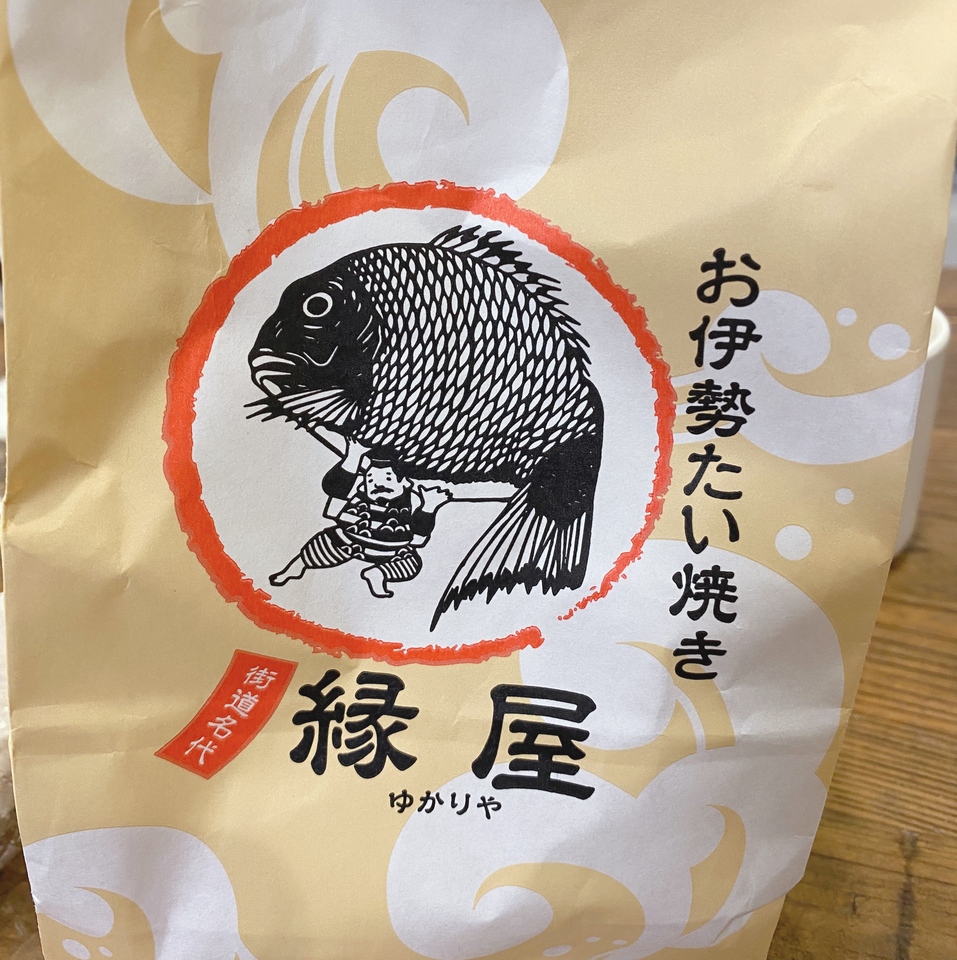 お伊勢たい焼き
街道名代
縁屋
ゆかりや